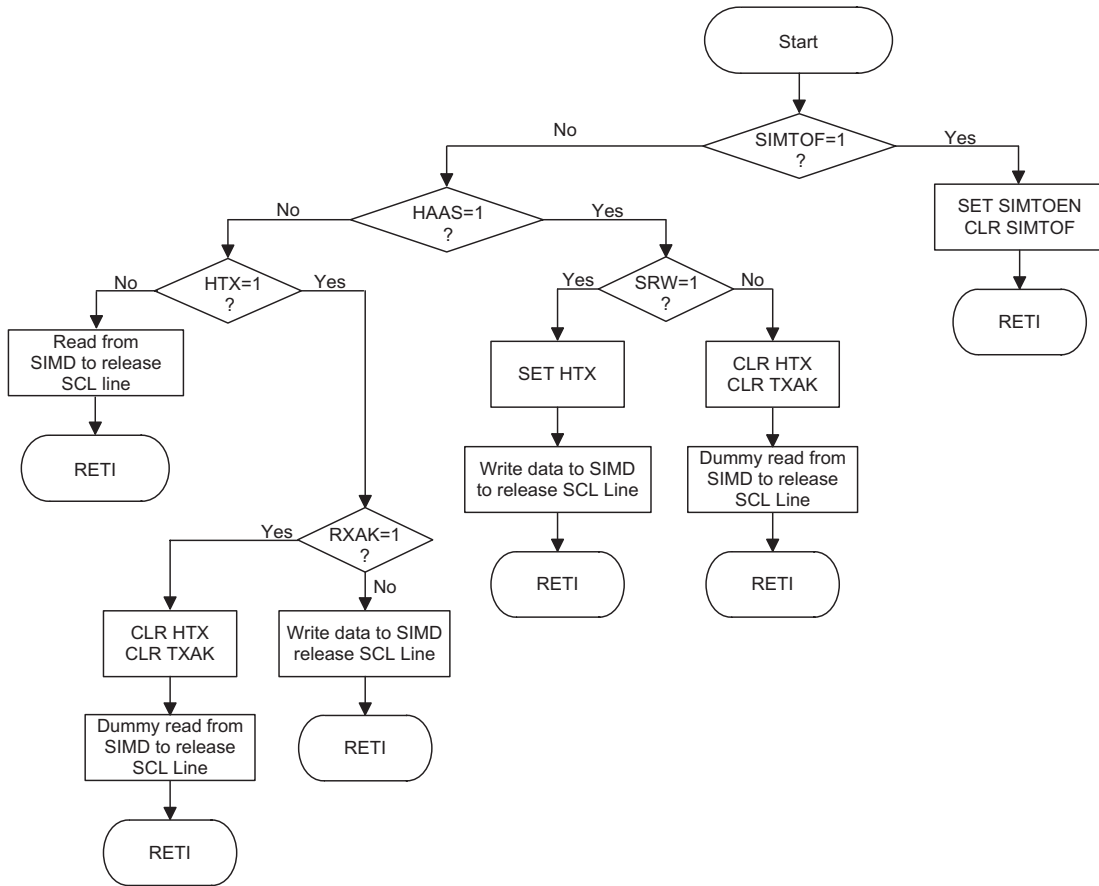 Start
SIMTOF=1
?
No
Yes
SET SIMTOEN
CLR SIMTOF
RETI
HAAS=1
?
No
Yes
HTX=1
?
No
Yes
SRW=1
?
Yes
No
Read from
SIMD to release
SCL line
RETI
SET HTX
CLR HTX
CLR TXAK
Write data to SIMD
to release SCL Line
Dummy read from
SIMD to release
SCL Line
RETI
RETI
RXAK=1
?
Yes
No
CLR HTX
CLR TXAK
Write data to SIMD
release SCL Line
Dummy read from
SIMD to release
SCL Line
RETI
RETI